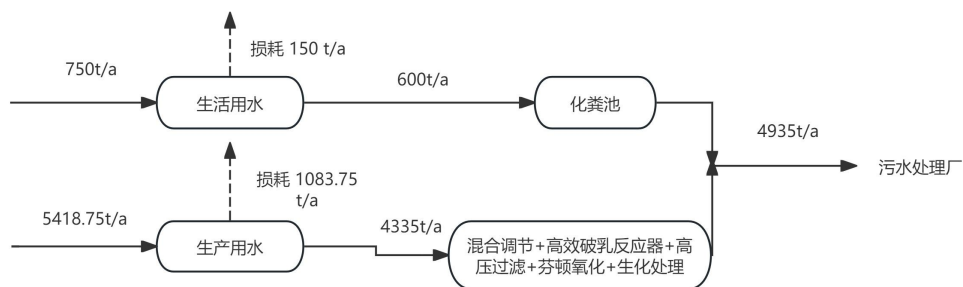 损耗 150 t/a
750t/a
600t/a
生活用水
化粪池
4935t/a
污水处理厂
损耗 1083.75
t/a
5418.75t/a
4335t/a
生产用水
混合调节+高效破乳反应器+高
压过滤+芬顿氧化+生化处理